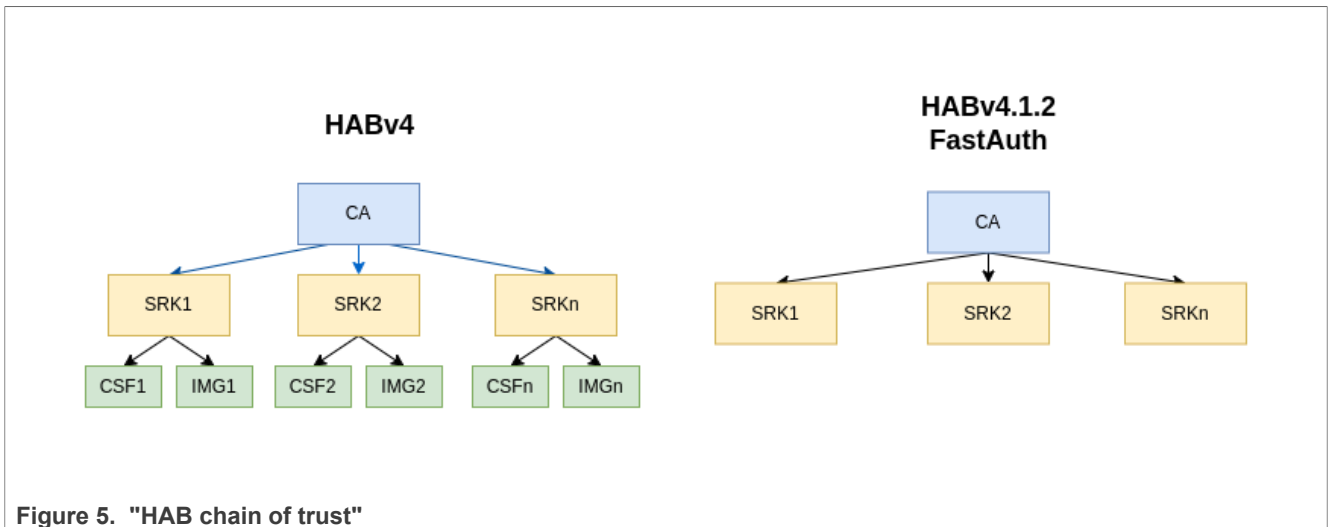 HABv4
CA
SRK1 SRK2 SRKn
CSF1 IMG1 CSF2 IMG2 CSFn IMGn
HABv4.1.2
FastAuth
CA
SRK1 SRK2 SRKn
Figure 5. "HAB chain of trust"